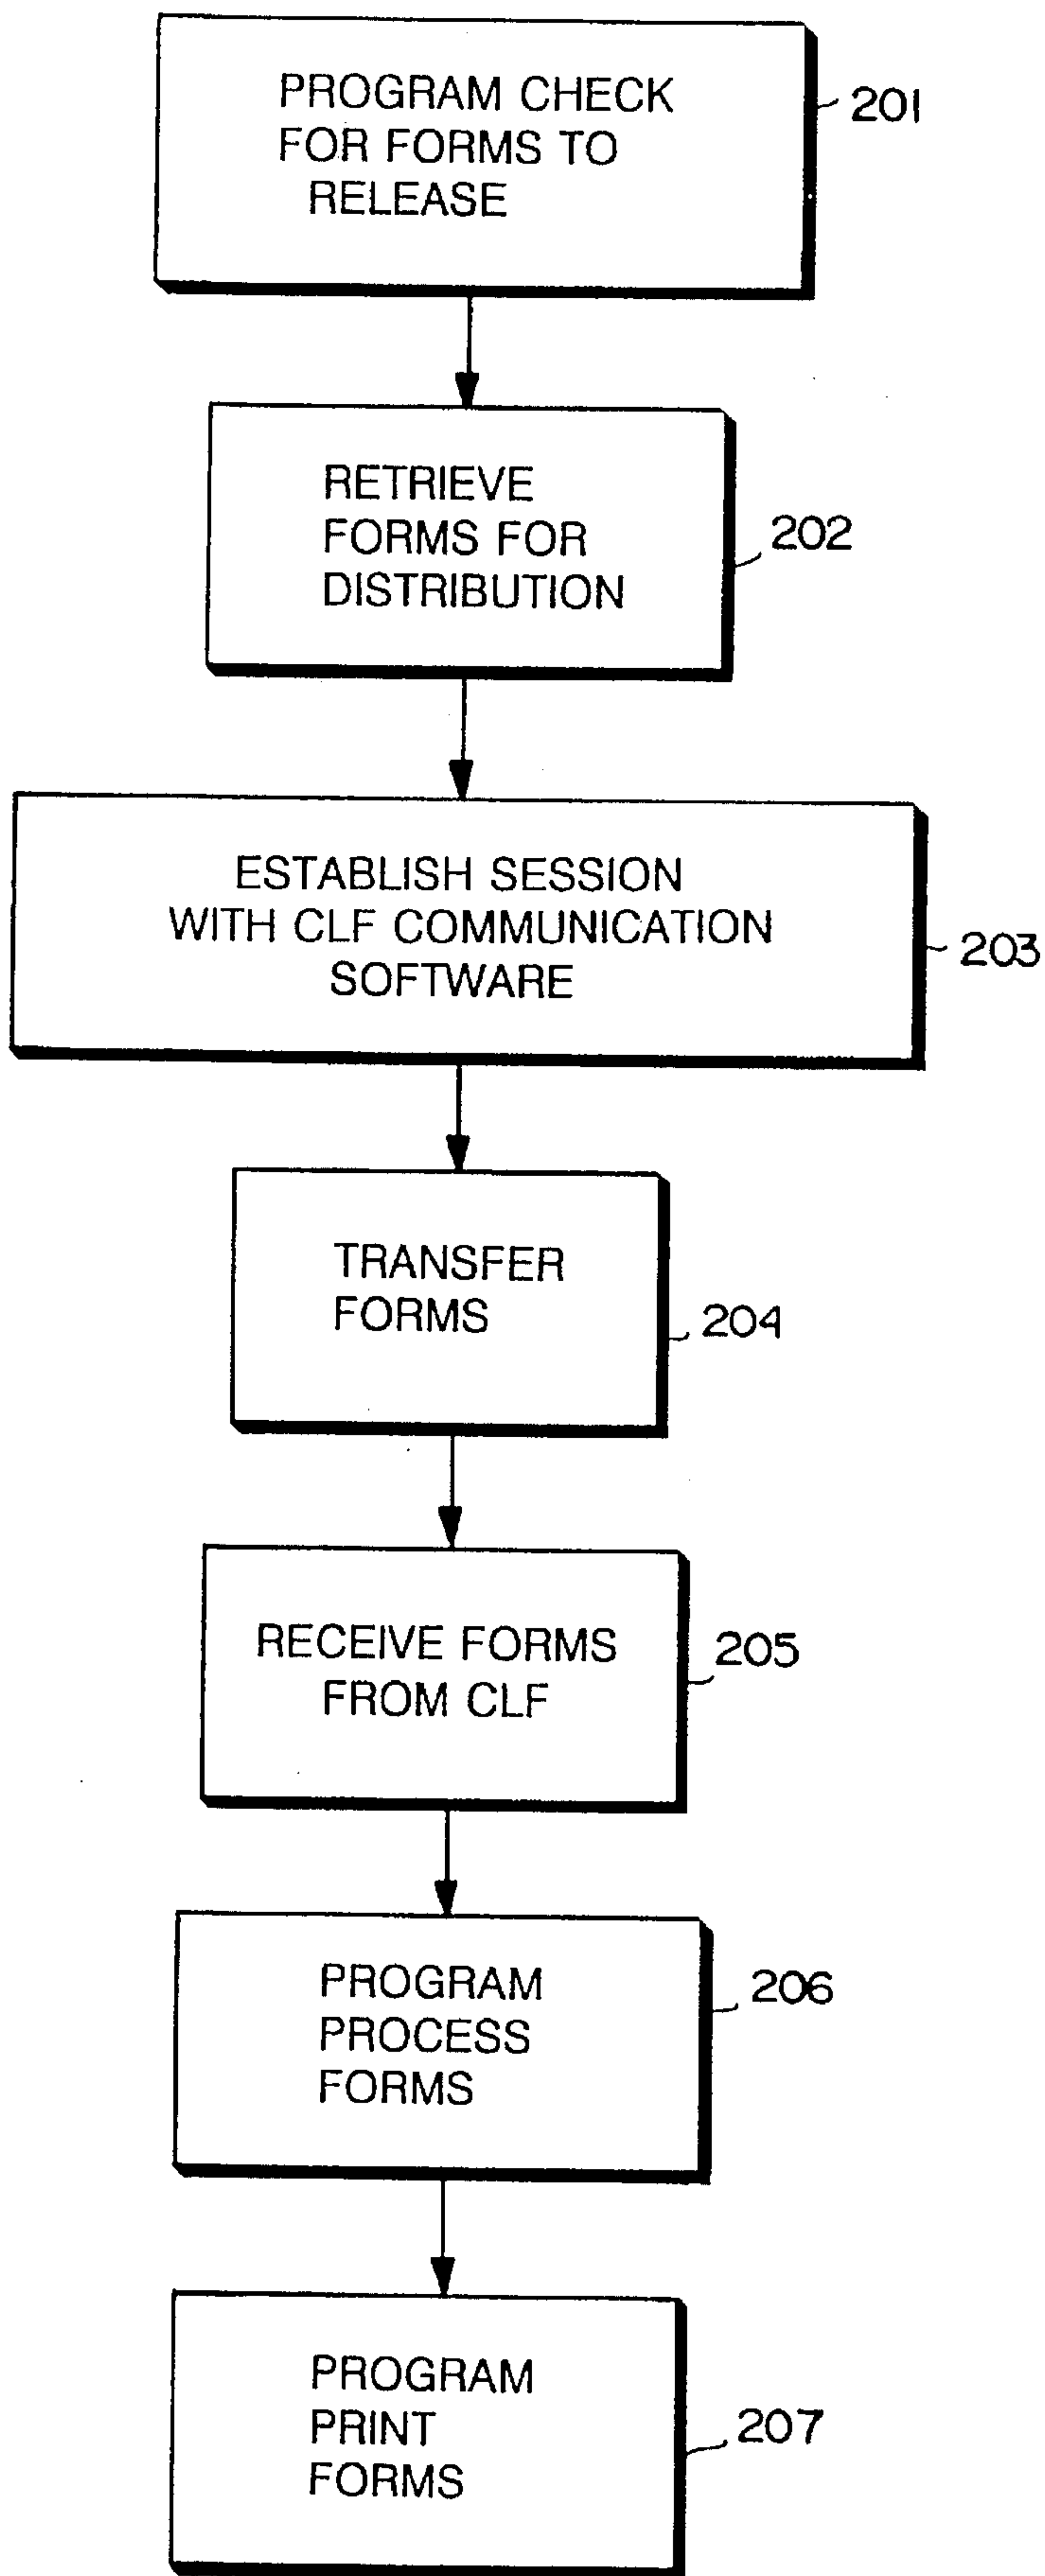 PROGRAM CHECK
FOR FORMS TO
RELEASE
201
RETRIEVE
FORMS FOR
DISTRIBUTION
202
ESTABLISH SESSION
WITH CLF COMMUNICATION
SOFTWARE
203
TRANSFER
FORMS
204
RECEIVE FORMS
FROM CLF
205
PROGRAM
PROCESS
FORMS
206
PROGRAM
PRINT
FORMS
207